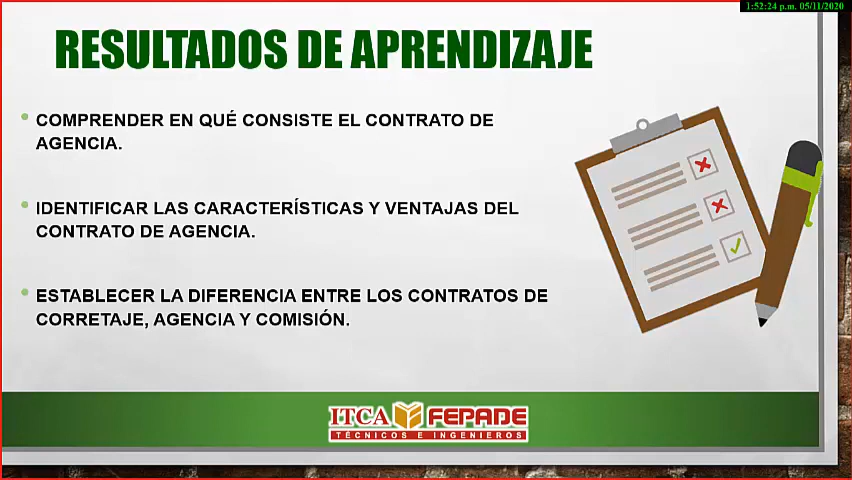 1:52:24 p.m. 05/11/2020
RESULTADOS DE APRENDIZAJE
• COMPRENDER EN QUÉ CONSISTE EL CONTRATO DE
AGENCIA.
• IDENTIFICAR LAS CARACTERÍSTICAS Y VENTAJAS DEL
CONTRATO DE AGENCIA.
• ESTABLECER LA DIFERENCIA ENTRE LOS CONTRATOS DE
CORRETAJE, AGENCIA Y COMISIÓN.
ITCA FEPADE
TÉCNICOS E INGENIEROS